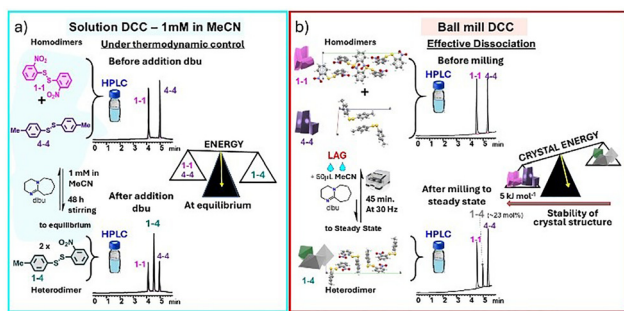 a) Solution DCC – 1mM in MeCN
Homodimers
Under thermodynamic control
Before addition dbu
NO₂
S
S
1-1
NO₂
+
HPLC
1-1
4-4
Me
S-S
Me
4-4
0 1 2 3 4 5 min
1 mM in
MeCN
dbu
48 h
stirring
to equilibrium
ENERGY
1-1
4-4
1-4
At equilibrium
After addition
dbu
1-4
HPLC
1-1
4-4
2 x
NO₂
Me
S-S
1-4
Heterodimer
0 1 2 3 4 5 min
b) Ball mill DCC
Homodimers
Effective Dissociation
Before milling
1-1
+
HPLC
1-1
4-4
4-4
0 1 2 3 4 5 min
LAG
+ 50µL MeCN
dbu
45 min.
At 30 Hz
to Steady State
CRYSTAL ENERGY
5 kJ mol⁻¹
Stability of
crystal structure
After milling to
steady state
1-4 (~23 mol%)
HPLC
1-1
4-4
1-4
Heterodimer
0 1 2 3 4 5 min